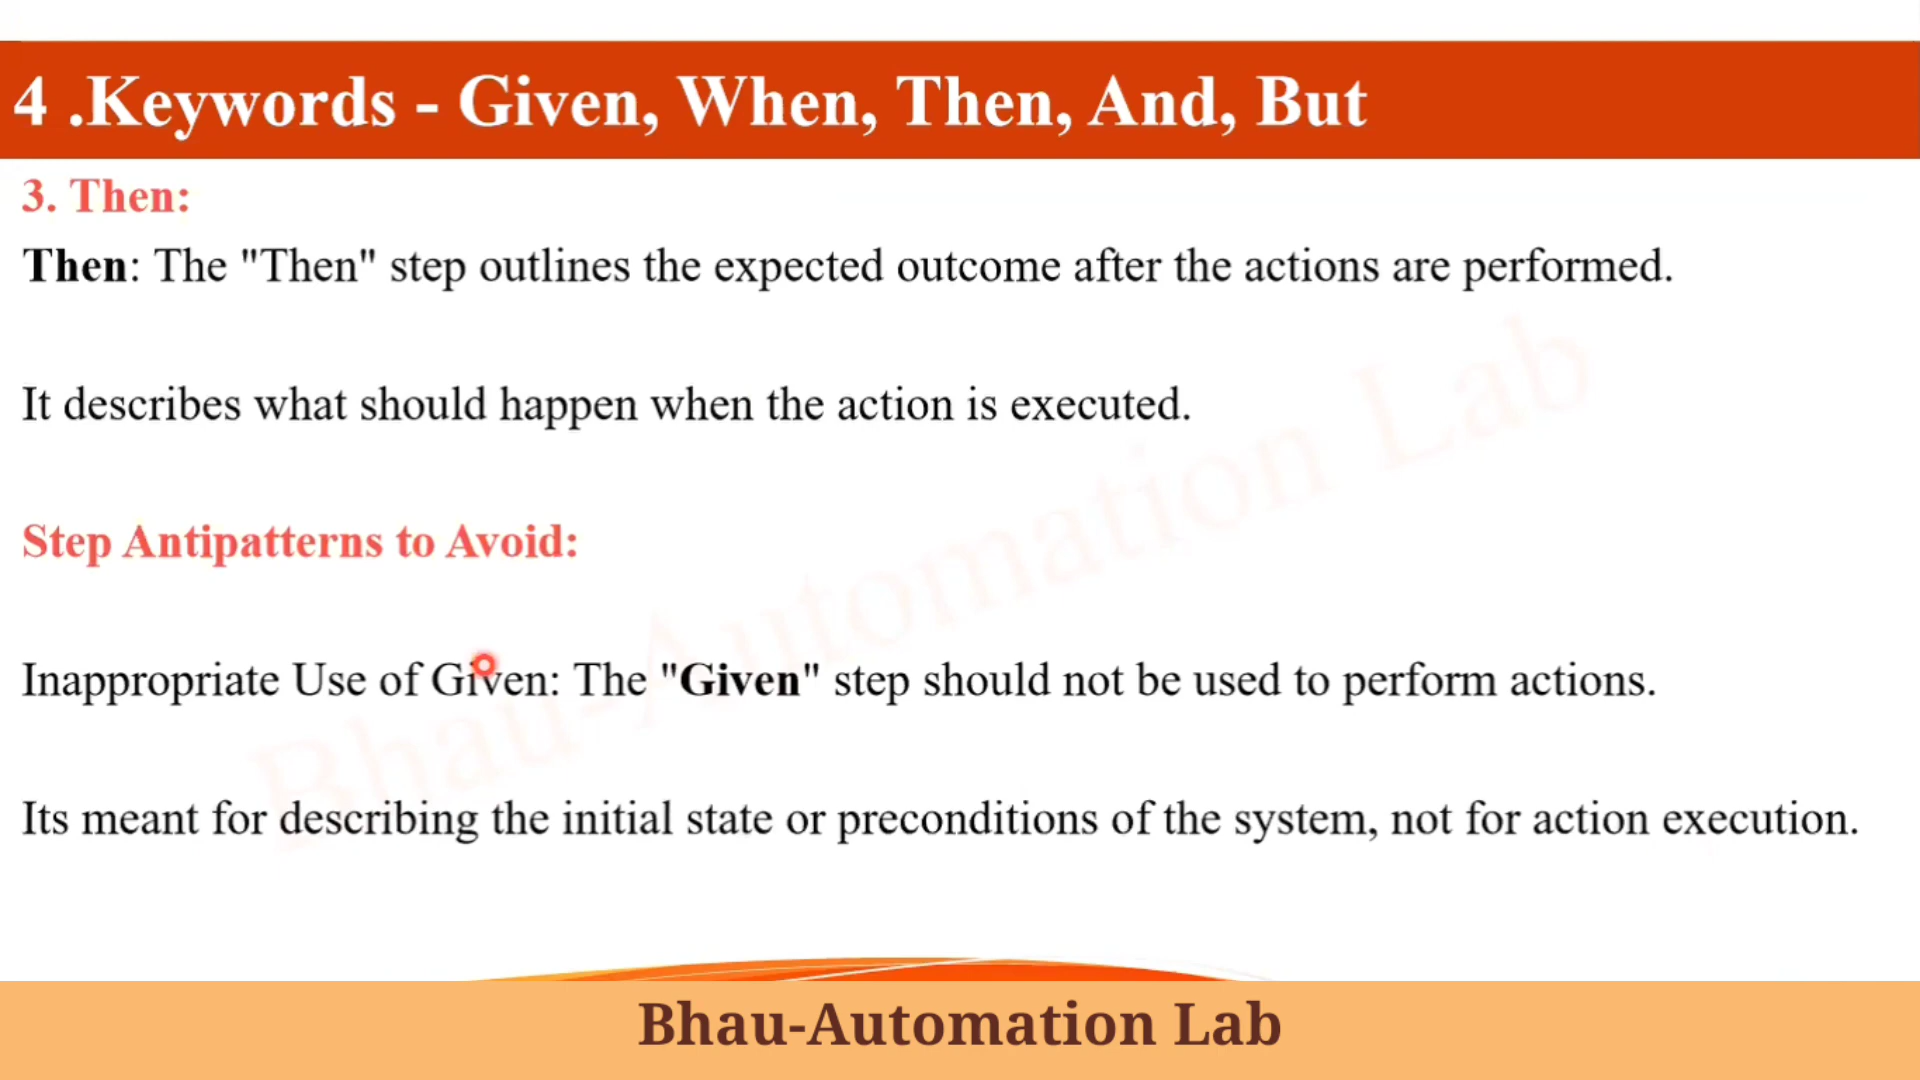 4 .Keywords - Given, When, Then, And, But
3. Then:
Then: The "Then" step outlines the expected outcome after the actions are performed.
It describes what should happen when the action is executed.
Step Antipatterns to Avoid:
Inappropriate Use of Given: The "Given" step should not be used to perform actions.
Its meant for describing the initial state or preconditions of the system, not for action execution.
Bhau-Automation Lab
Bhau-Automation Lab